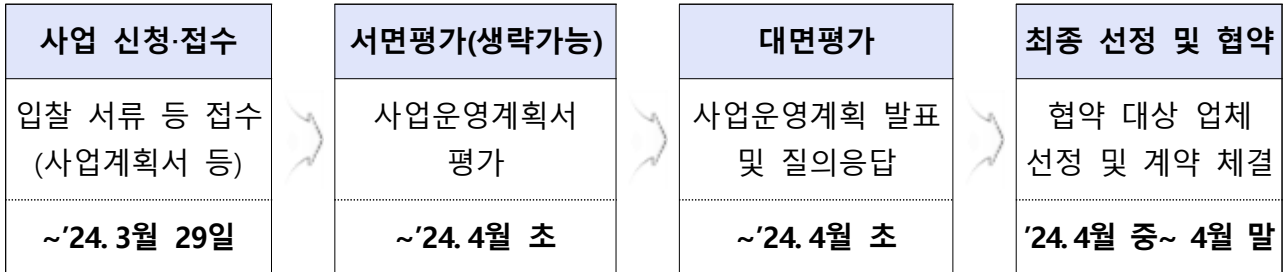 사업 신청·접수
입찰 서류 등 접수
(사업계획서 등)
~’24. 3월 29일
서면평가(생략가능)
사업운영계획서
평가
~’24. 4월 초
대면평가
사업운영계획 발표
및 질의응답
~’24. 4월 초
최종 선정 및 협약
협약 대상 업체
선정 및 계약 체결
’24. 4월 중~ 4월 말